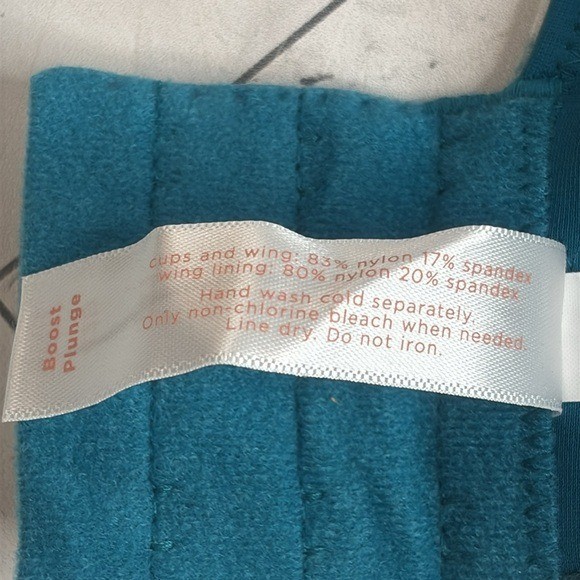 Boost
Plunge
cups and wing: 83% nylon 17% spandex
wing lining: 80% nylon 20% spandex
Hand wash cold separately.
Only non-chlorine bleach when needed.
Line dry. Do not iron.